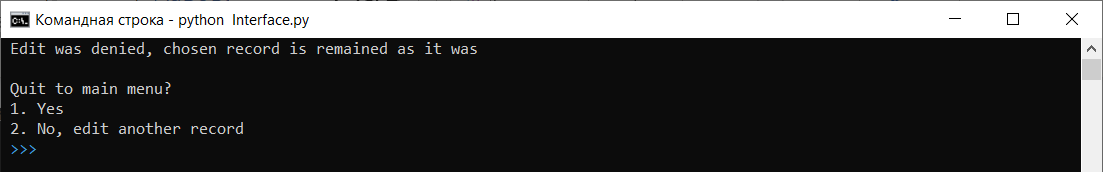 Командная строка - python  Interface.py
Edit was denied, chosen record is remained as it was
Quit to main menu?
1. Yes
2. No, edit another record
>>>